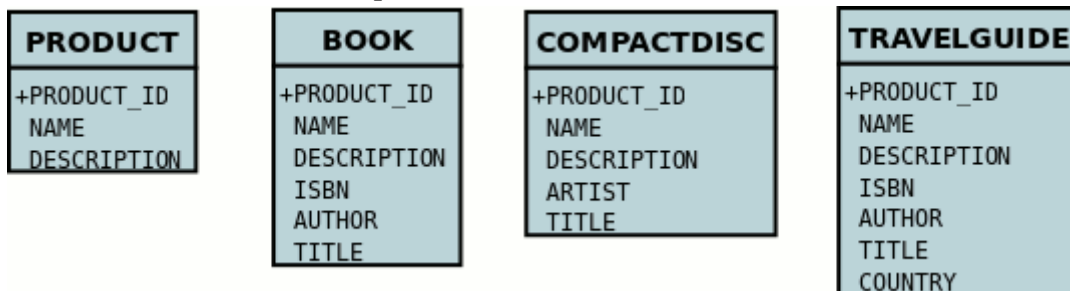 PRODUCT
+PRODUCT_ID
NAME
DESCRIPTION
BOOK
+PRODUCT_ID
NAME
DESCRIPTION
ISBN
AUTHOR
TITLE
COMPACTDISC
+PRODUCT_ID
NAME
DESCRIPTION
ARTIST
TITLE
TRAVELGUIDE
+PRODUCT_ID
NAME
DESCRIPTION
ISBN
AUTHOR
TITLE
COUNTRY